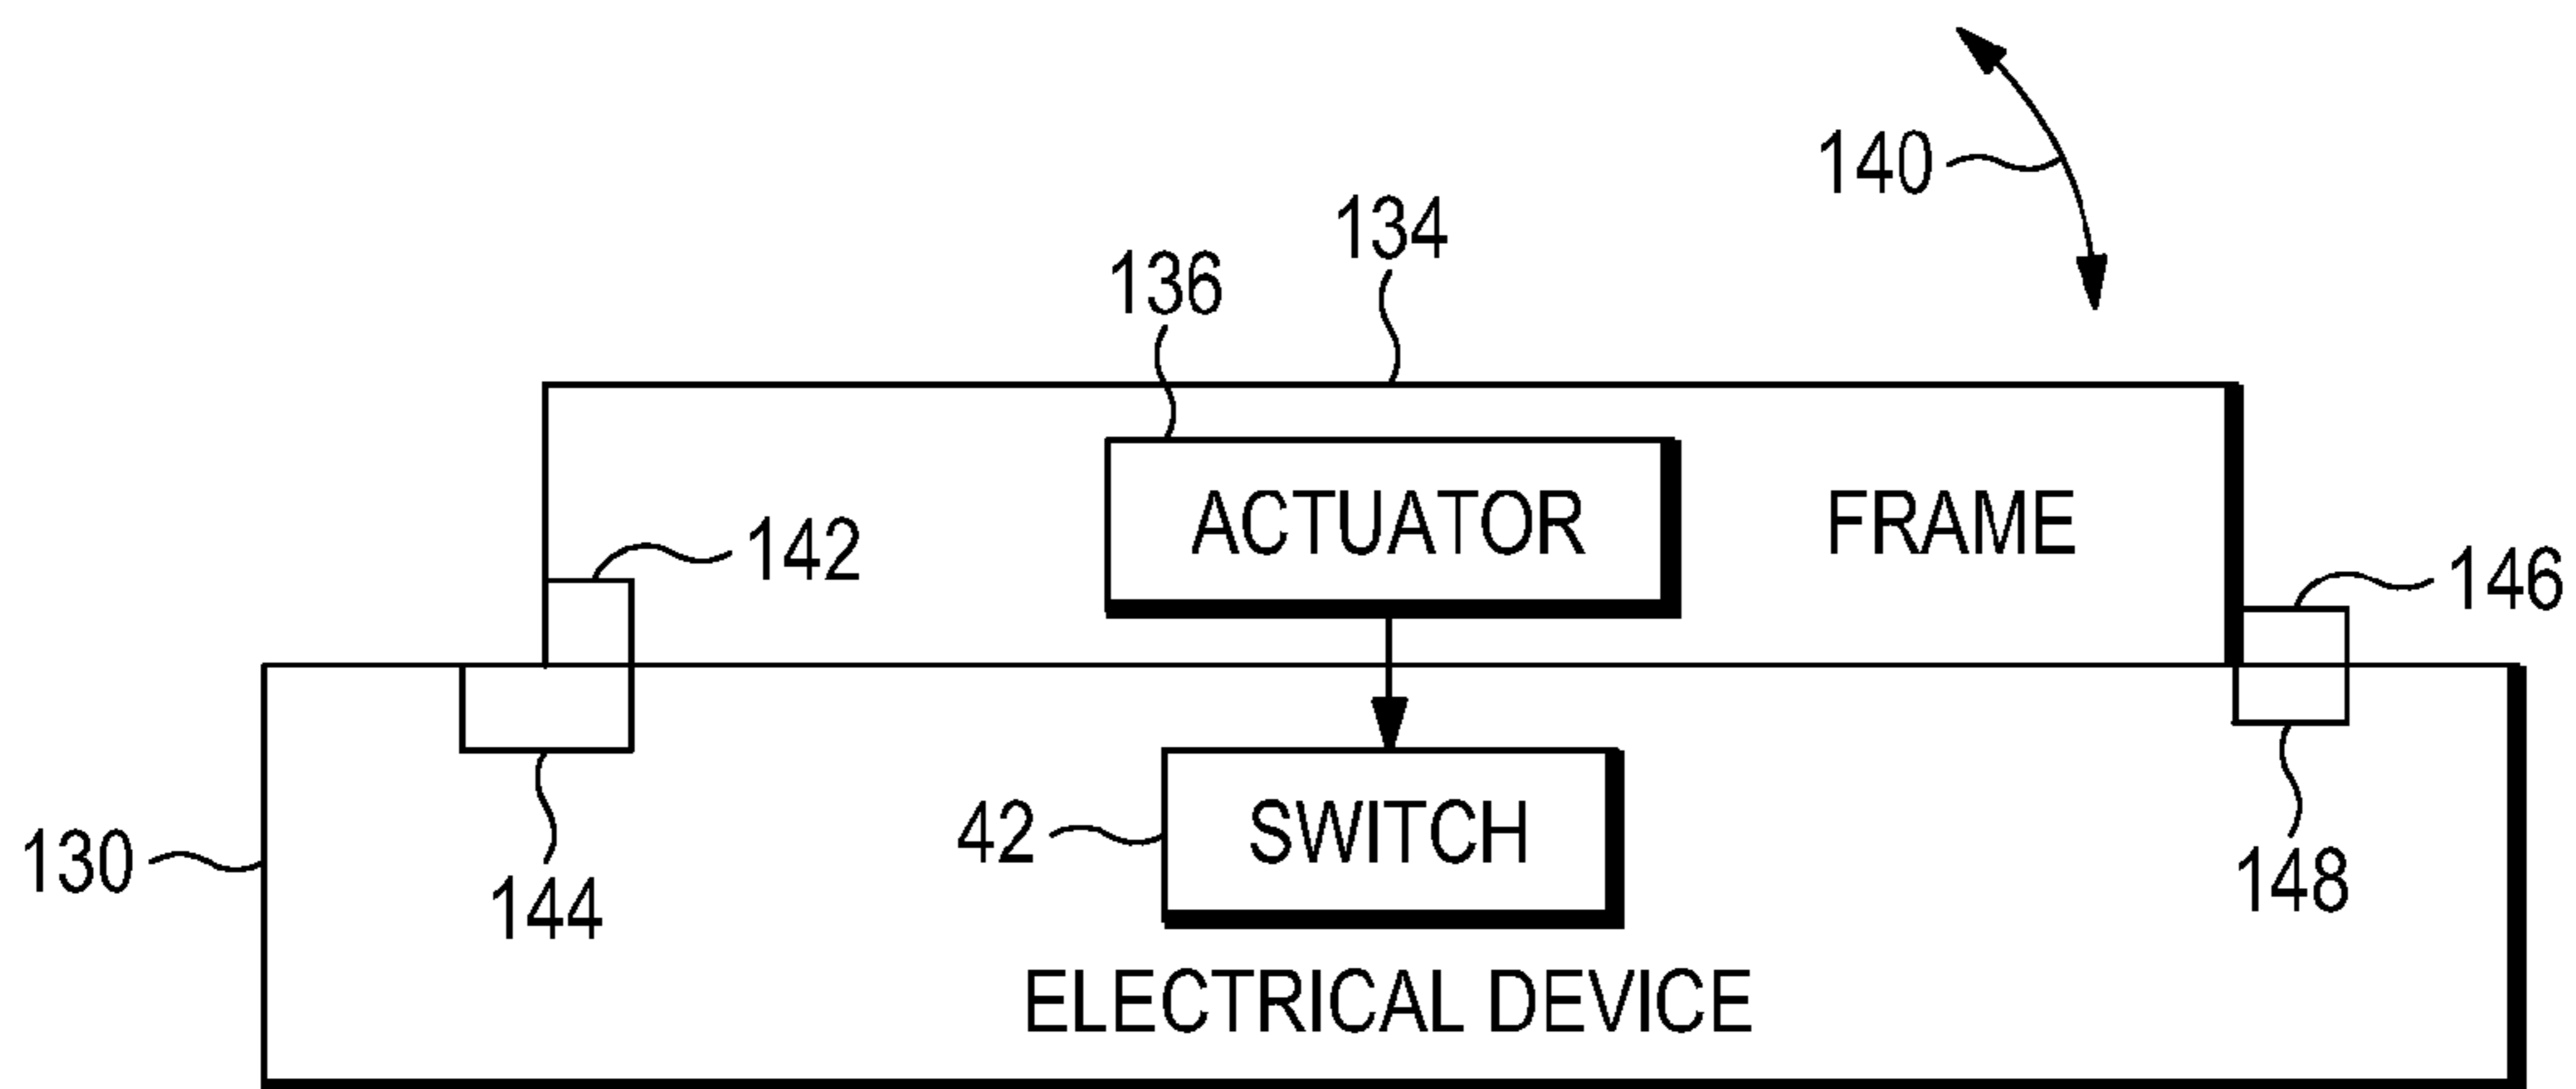 140
134
136
ACTUATOR
FRAME
142
146
42
SWITCH
130
144
148
ELECTRICAL DEVICE